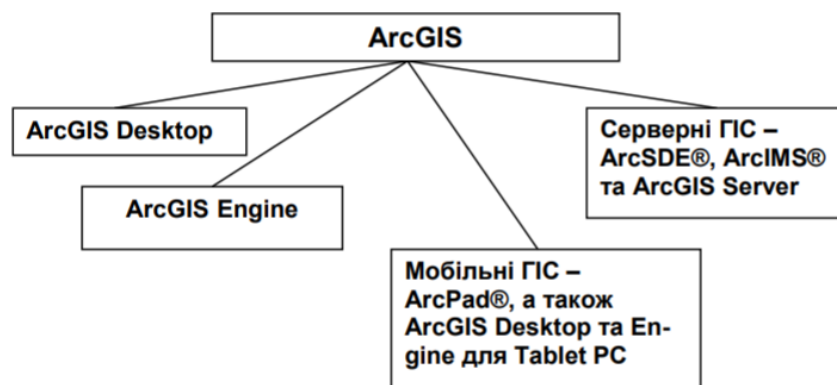 ArcGIS
ArcGIS Desktop
ArcGIS Engine
Мобільні ГІС –
ArcPad®, а також
ArcGIS Desktop та En-
gine для Tablet PC
Серверні ГІС –
ArcSDE®, ArcIMS®
та ArcGIS Server